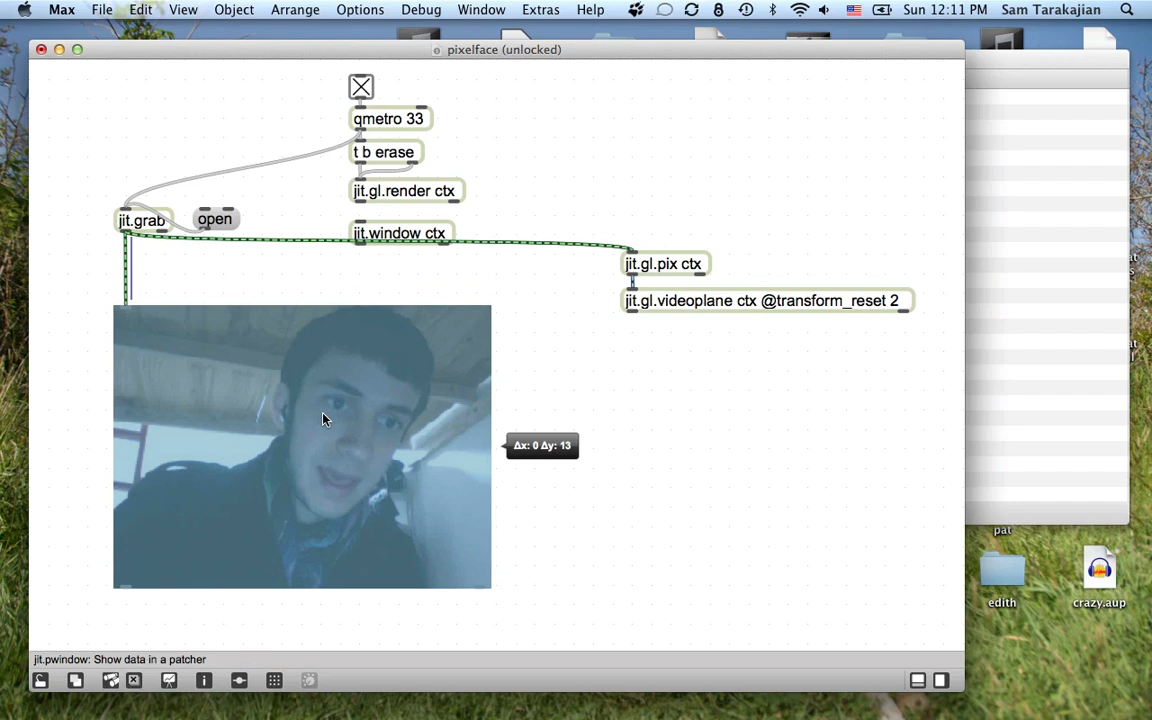 Max File Edit View Object Arrange Options Debug Window Extras Help Sun 12:11 PM Sam Tarakajian
pixelface (unlocked)
qmetro 33
t b erase
jit.gl.render ctx
jit.grab open
jit.window ctx
jit.gl.pix ctx
jit.gl.videoplane ctx @transform_reset 2
Δx: 0 Δy: 13
pat
edith crazy.aup
jit.pwindow: Show data in a patcher